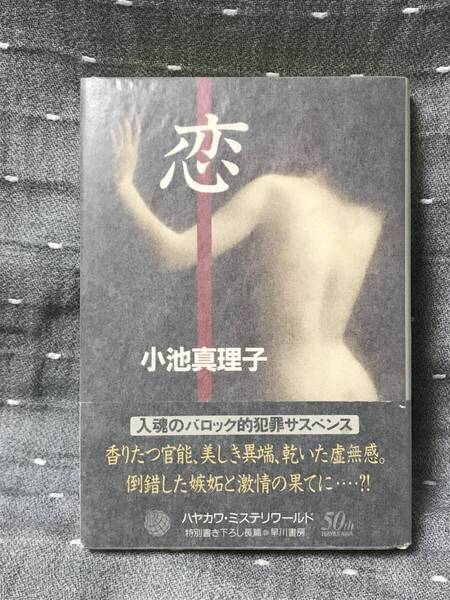 恋
小池真理子
入魂のバロック的犯罪サスペンス
香りたつ官能、美しき異端、乾いた虚無感。
倒錯した嫉妬と激情の果てに‥‥?!
ハヤカワ・ミステリワールド
特別書き下ろし長篇●早川書房
50th
HAYAKAWA